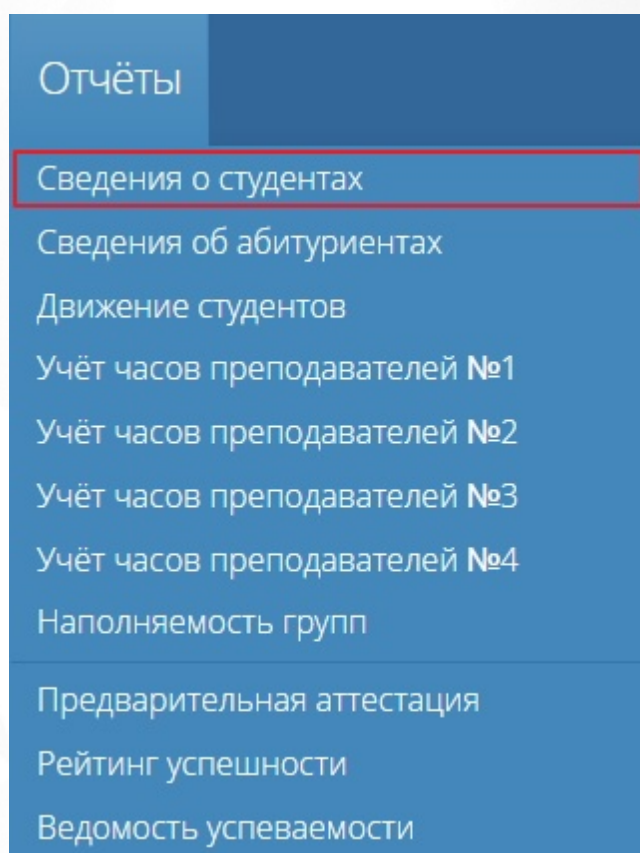 Отчёты
Сведения о студентах
Сведения об абитуриентах
Движение студентов
Учёт часов преподавателей №1
Учёт часов преподавателей №2
Учёт часов преподавателей №3
Учёт часов преподавателей №4
Наполняемость групп
Предварительная аттестация
Рейтинг успешности
Ведомость успеваемости